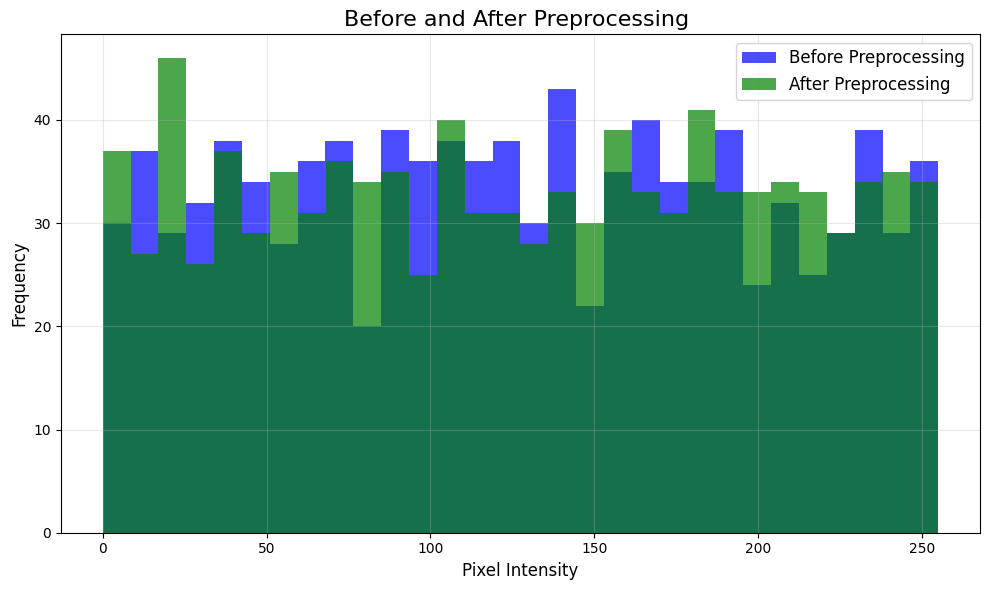 Before and After Preprocessing
Before Preprocessing
After Preprocessing
Frequency
40
30
20
10
0
0 50 100 150 200 250
Pixel Intensity